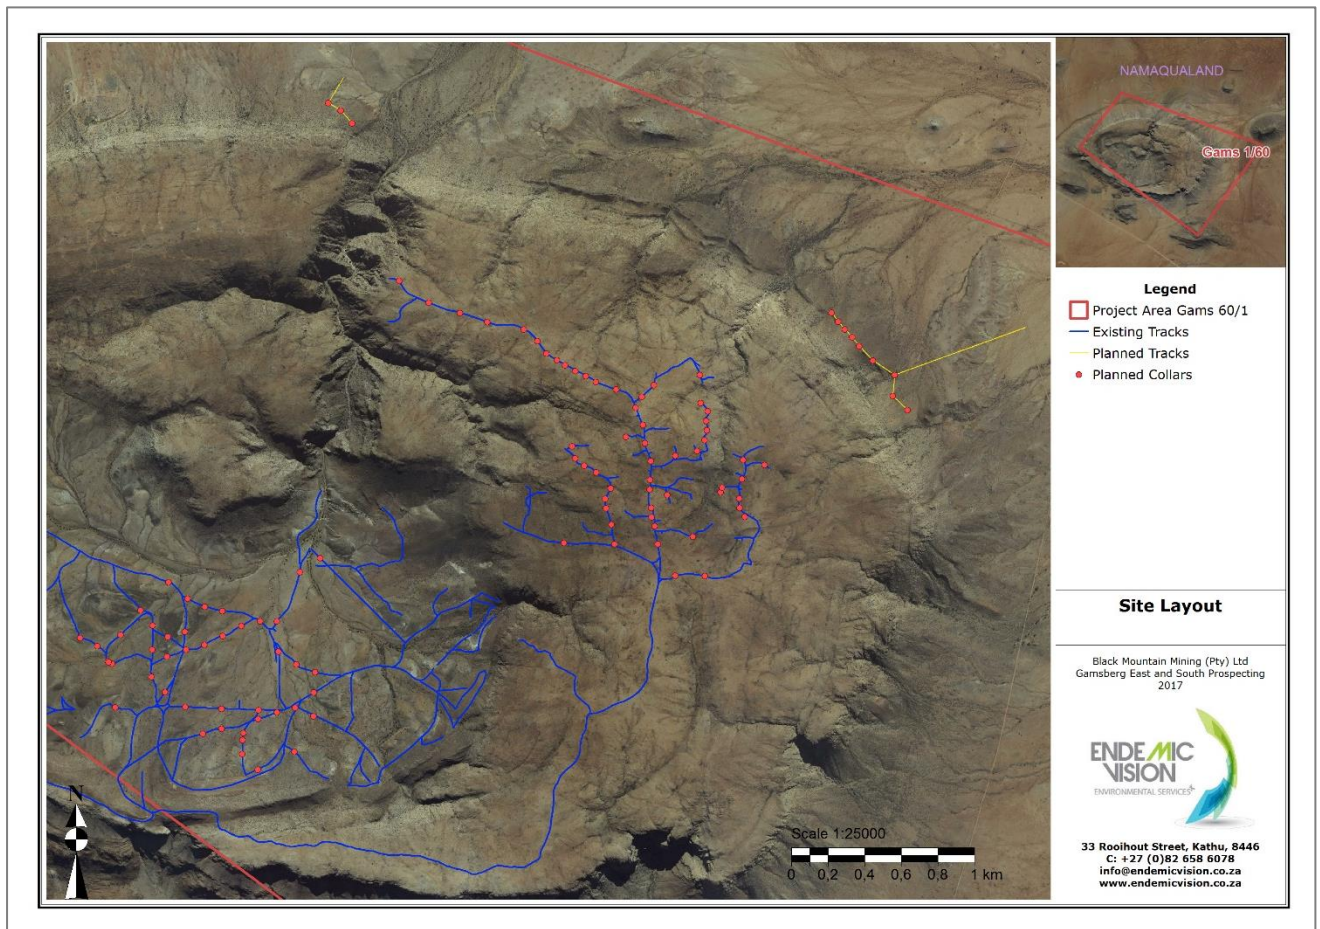 NAMAQUALAND
Gams 1/60
Legend
Project Area Gams 60/1
Existing Tracks
Planned Tracks
Planned Collars
Site Layout
Black Mountain Mining (Pty) Ltd
Gamsberg East and South Prospecting
2017
ENDEMIC
VISION
ENVIRONMENTAL SERVICES
33 Rooihout Street, Kathu, 8446
C: +27 (0)82 658 6078
info@endemicvision.co.za
www.endemicvision.co.za
N
Scale 1:25000
0 0,2 0,4 0,6 0,8 1 km